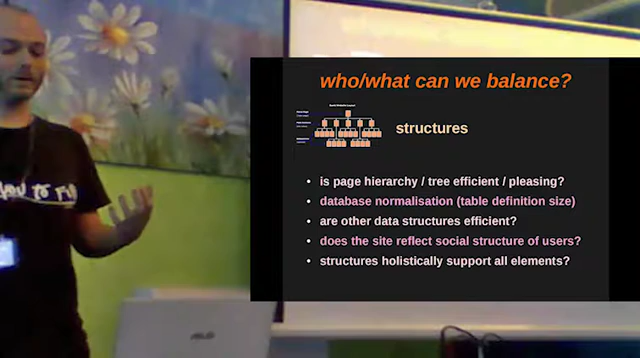 who/what can we balance?
structures
• is page hierarchy / tree efficient / pleasing?
• database normalisation (table definition size)
• are other data structures efficient?
• does the site reflect social structure of users?
• structures holistically support all elements?
ASUS